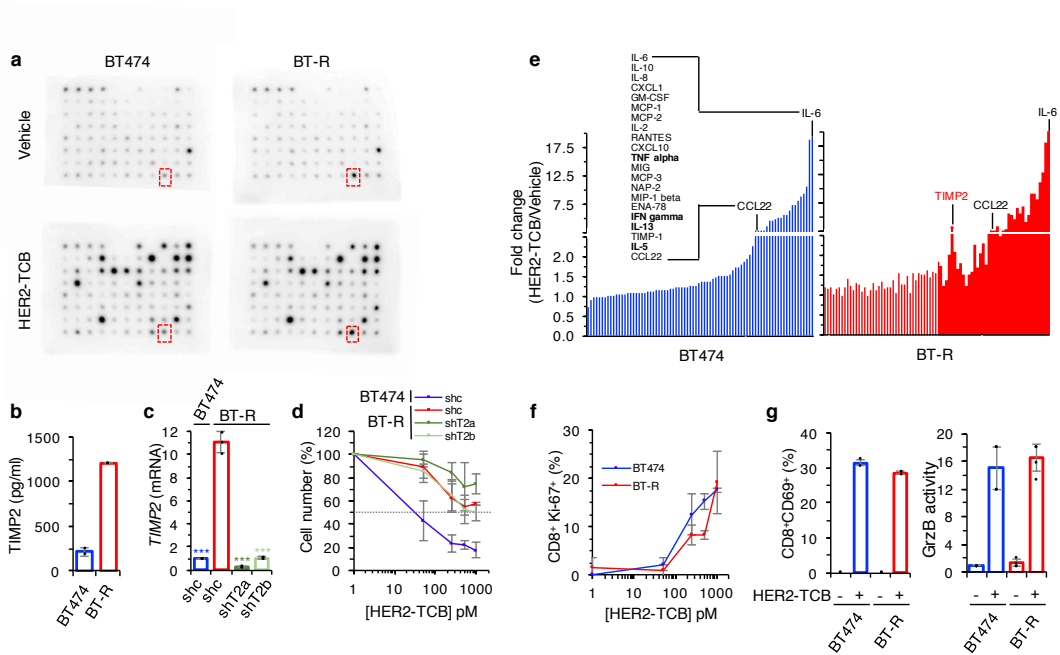 a
BT474
BT-R
Vehicle
HER2-TCB
e
IL-6
IL-10
IL-8
CXCL1
GM-CSF
MCP-1
MCP-2
IL-2
RANTES
CXCL10
TNF alpha
MIG
MCP-3
NAP-2
MIP-1 beta
ENA-78
IFN gamma
IL-13
TIMP-1
IL-5
CCL22
IL-6
CCL22
IL-6
TIMP2
CCL22
Fold change
(HER2-TCB/Vehicle)
17.5
12.5
7.5
2.0
1.5
1.0
0.5
0.0
BT474
BT-R
b
TIMP2 (pg/ml)
1500
1000
500
0
BT474
BT-R
c
BT474
BT-R
TIMP2 (mRNA)
12
10
8
6
4
2
0
***
***
***
shc
shc
shT2a
shT2b
d
BT474
shc
BT-R
shc
shT2a
shT2b
Cell number (%)
120
100
80
60
40
20
0
1
10
100
1000
[HER2-TCB] pM
f
CD8+ Ki-67+ (%)
30
20
10
0
BT474
BT-R
1
10
100
1000
[HER2-TCB] pM
g
CD8+CD69+ (%)
40
30
20
10
0
HER2-TCB
-
+
-
+
BT474
BT-R
GrzB activity
20
15
10
5
0
-
+
-
+
BT474
BT-R